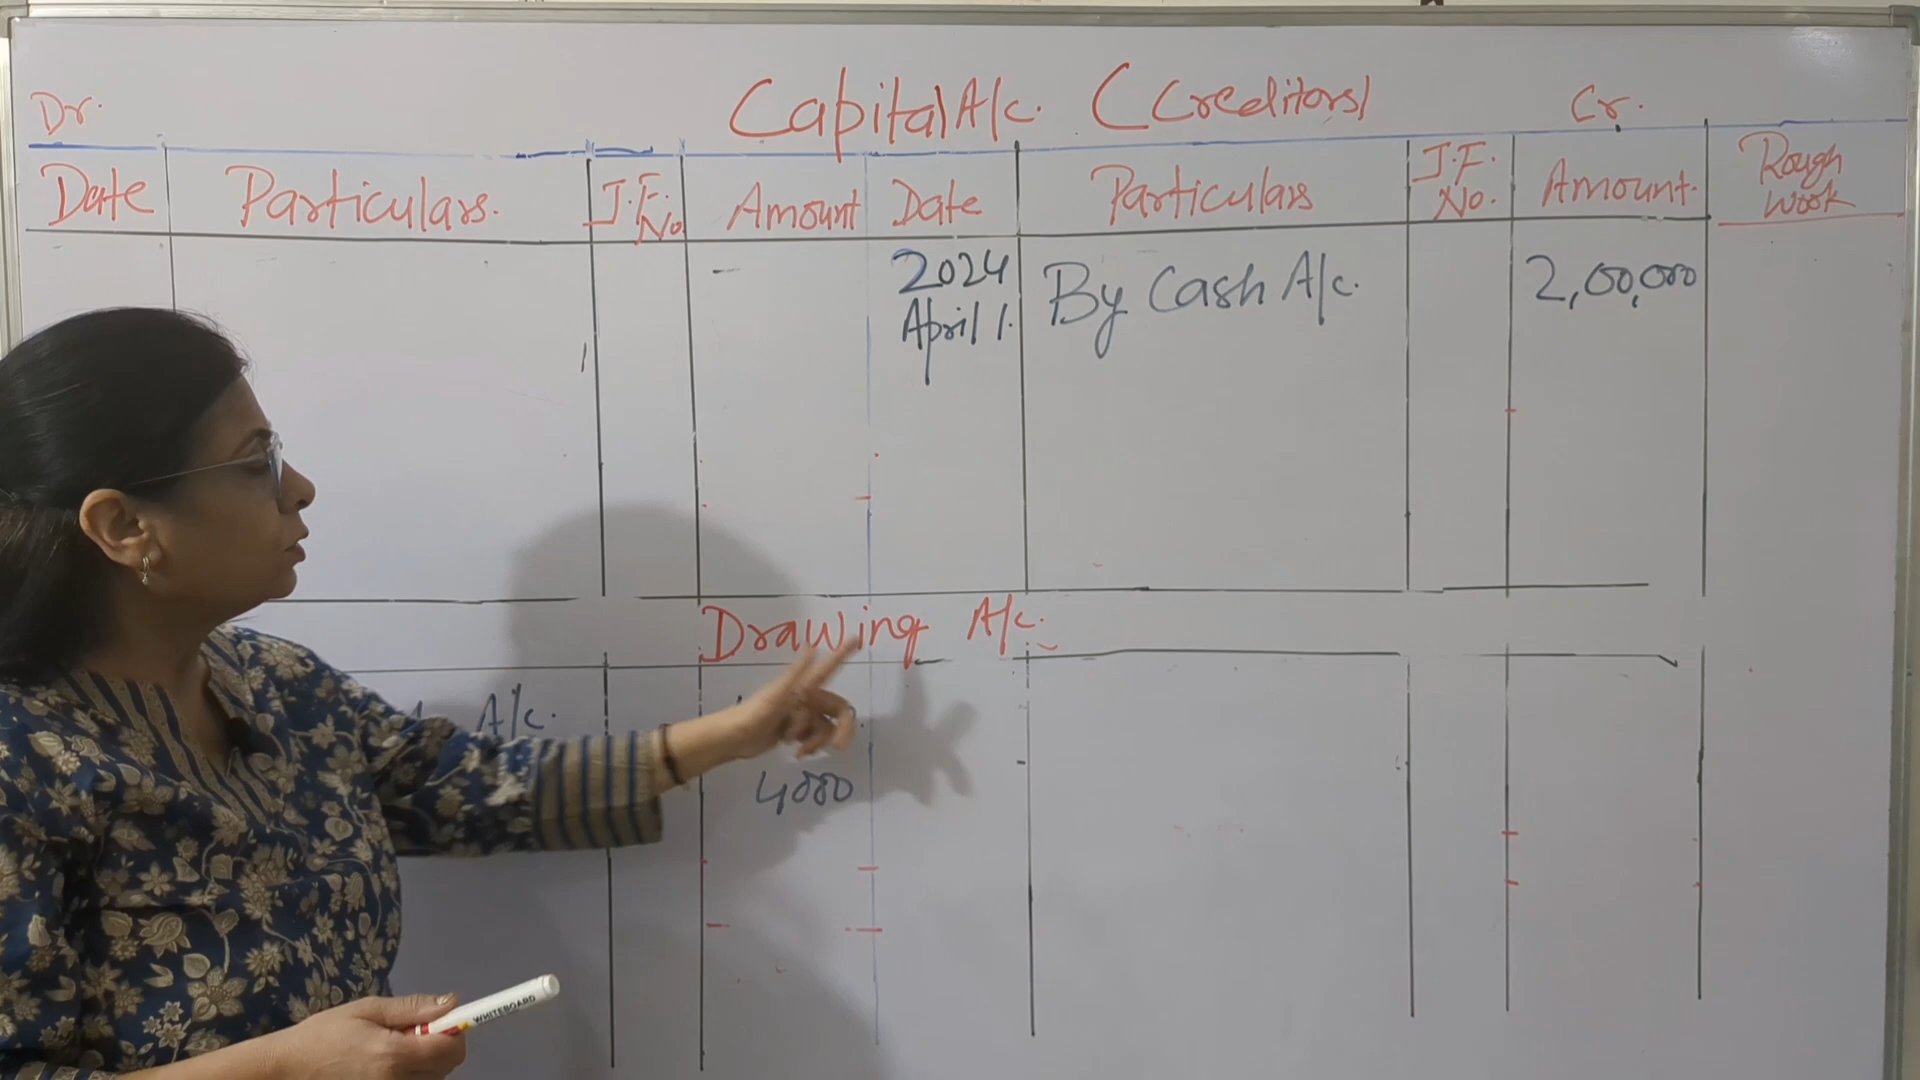 Dr. Capital A/c. (Creditors) Cr.
Date Particulars. J.F. No. Amount Date Particulars J.F. No. Amount. Rough Work
2024 By Cash A/c. 2,00,000
April 1.
Drawing A/c.
A/c.
4000
WHITEBOARD